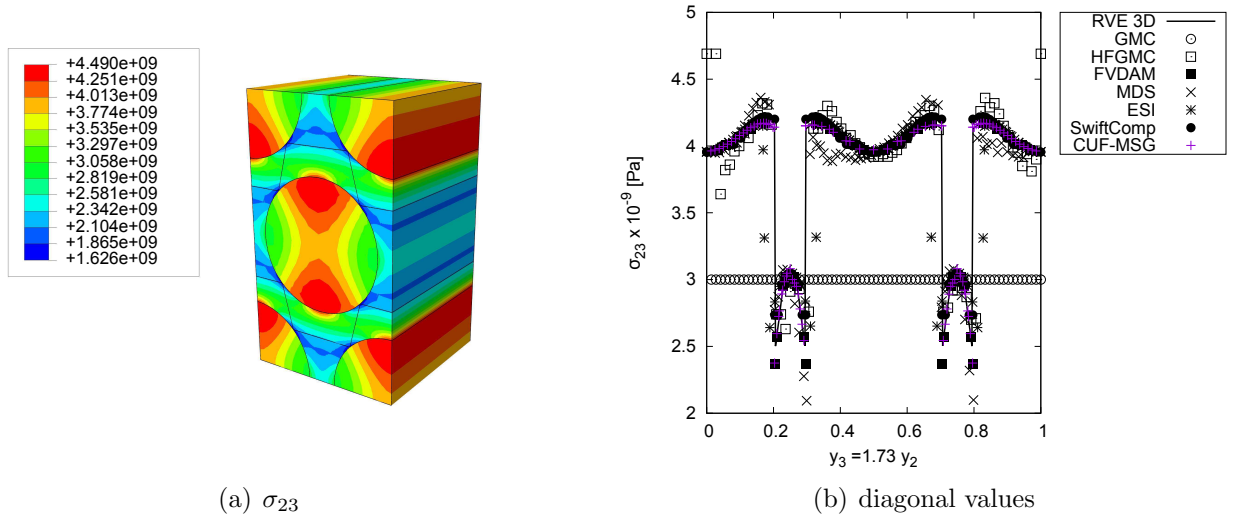 +4.490e+09
+4.251e+09
+4.013e+09
+3.774e+09
+3.535e+09
+3.297e+09
+3.058e+09
+2.819e+09
+2.581e+09
+2.342e+09
+2.104e+09
+1.865e+09
+1.626e+09
(a) σ₂₃
5
4.5
4
3.5
3
2.5
2
σ₂₃ x 10⁻⁹ [Pa]
0 0.2 0.4 0.6 0.8 1
y₃ =1.73 y₂
RVE 3D
GMC
HFGMC
FVDAM
MDS
ESI
SwiftComp
CUF-MSG
(b) diagonal values